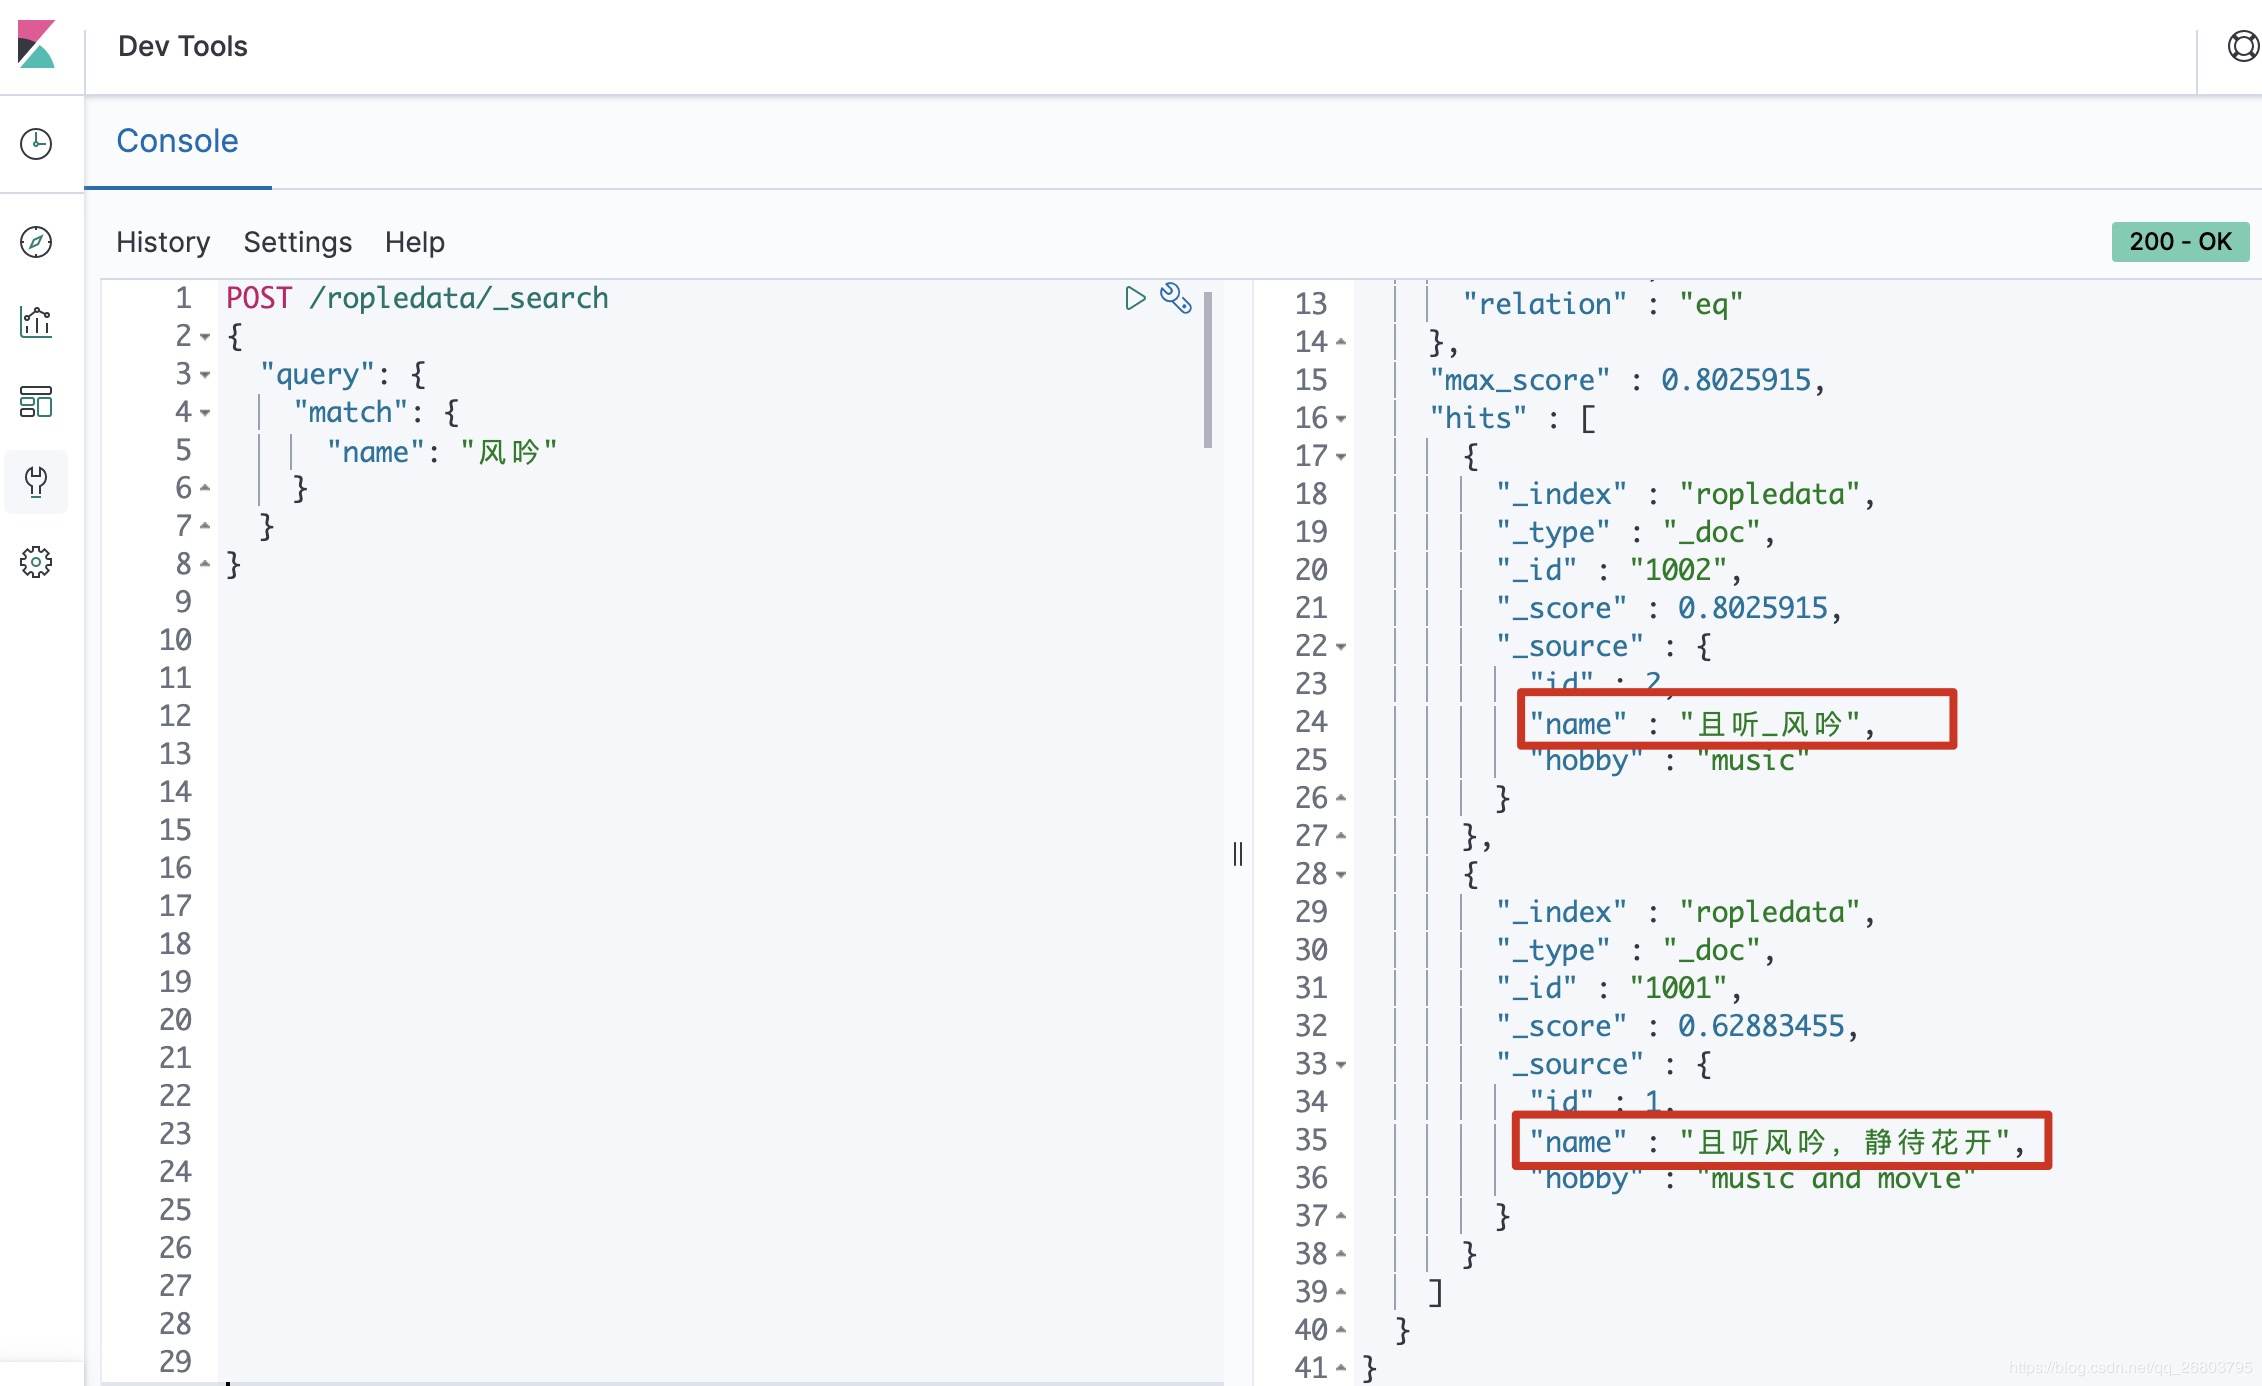 Dev Tools
Console
History Settings Help
200 - OK
1 POST /ropledata/_search
2 {
3 "query": {
4 "match": {
5 "name": "风吟"
6 }
7 }
8 }
9
10
11
12
13
14
15
16
17
18
19
20
21
22
23
24
25
26
27
28
29
13 "relation" : "eq"
14 },
15 "max_score" : 0.8025915,
16 "hits" : [
17 {
18 "_index" : "ropledata",
19 "_type" : "_doc",
20 "_id" : "1002",
21 "_score" : 0.8025915,
22 "_source" : {
23 "id" : 2,
24 "name" : "且听_风吟",
25 "hobby" : "music"
26 }
27 },
28 {
29 "_index" : "ropledata",
30 "_type" : "_doc",
31 "_id" : "1001",
32 "_score" : 0.62883455,
33 "_source" : {
34 "id" : 1,
35 "name" : "且听风吟，静待花开",
36 "hobby" : "music and movie"
37 }
38 }
39 ]
40 }
41 }
https://blog.csdn.net/qq_26803795